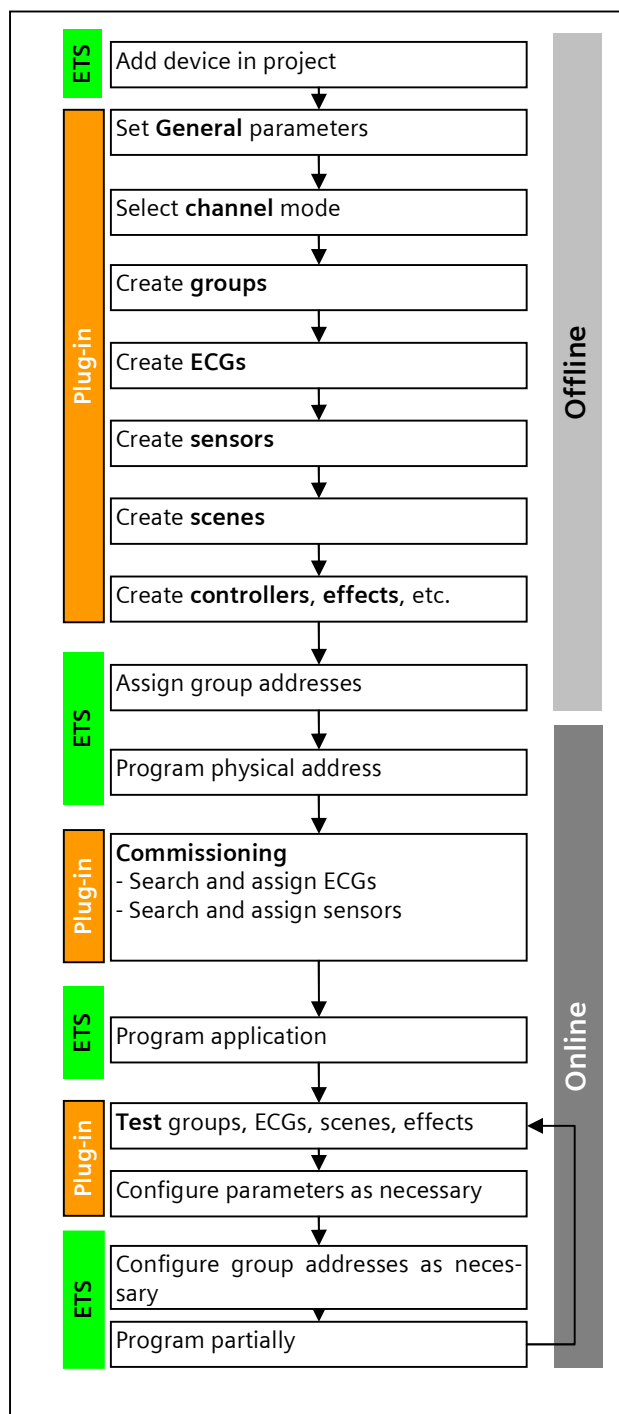 ETS
Add device in project
Plug-in
Set General parameters
Select channel mode
Create groups
Create ECGs
Create sensors
Create scenes
Create controllers, effects, etc.
Offline
ETS
Assign group addresses
Program physical address
Plug-in
Commissioning
- Search and assign ECGs
- Search and assign sensors
ETS
Program application
Online
Plug-in
Test groups, ECGs, scenes, effects
Configure parameters as necessary
ETS
Configure group addresses as neces-
sary
Program partially